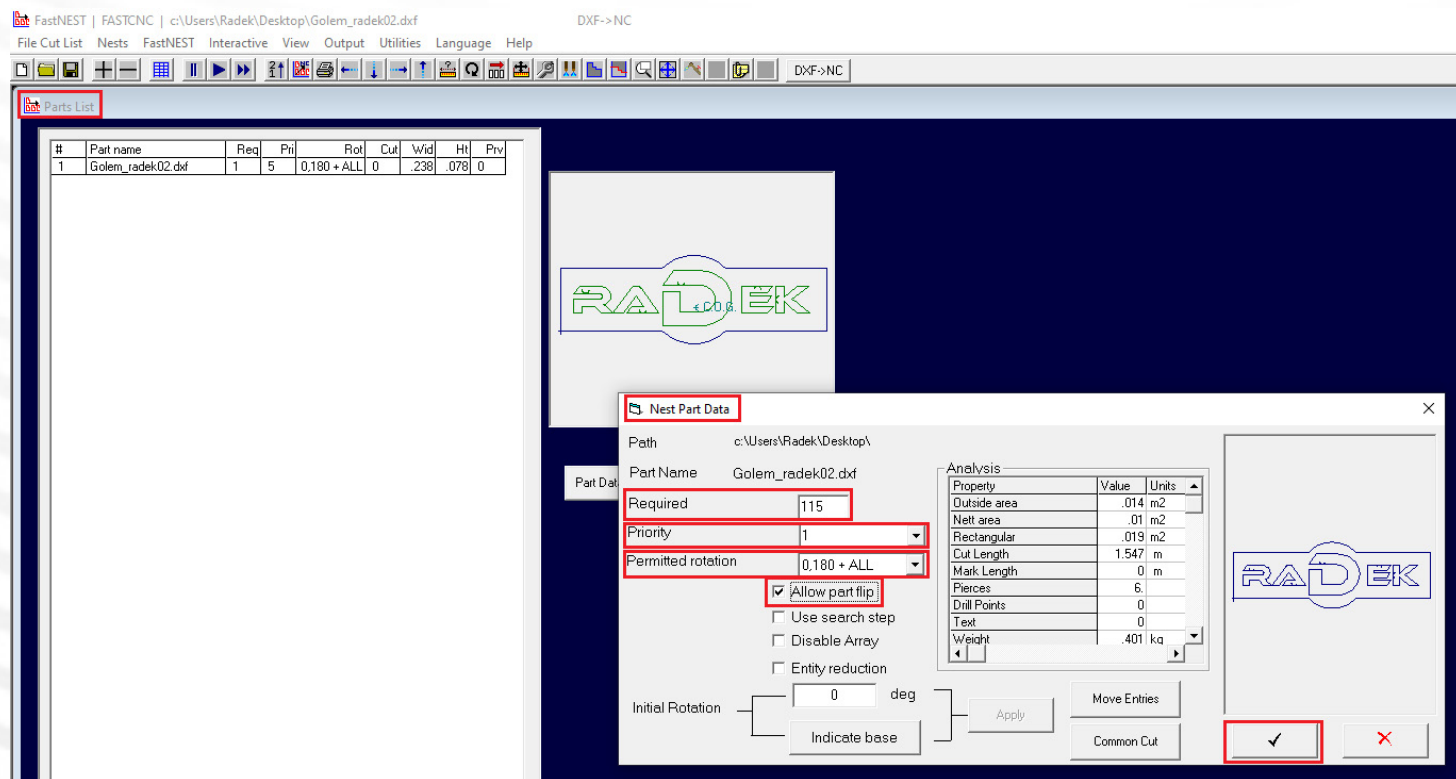 FastNEST | FASTCNC | c:\Users\Radek\Desktop\Golem_radek02.dxf DXF->NC
File Cut List Nests FastNEST Interactive View Output Utilities Language Help
DXF->NC
Parts List
# Part name Req Pri Rot Cut Wid Ht Prv
1 Golem_radek02.dxf 1 5 0,180 + ALL 0 .238 .078 0
RADEK
€ C.O.G.
Nest Part Data
Path c:\Users\Radek\Desktop\
Part Name Golem_radek02.dxf
Part Dat
Required 115
Priority 1
Permitted rotation 0,180 + ALL
Allow part flip
Use search step
Disable Array
Entity reduction
Initial Rotation 0 deg
Indicate base
Apply
Analysis
Property Value Units
Outside area .014 m2
Nett area .01 m2
Rectangular .019 m2
Cut Length 1.547 m
Mark Length 0 m
Pierces 6.
Drill Points 0
Text 0
Weight .401 kg
Move Entries
Common Cut
RADEK